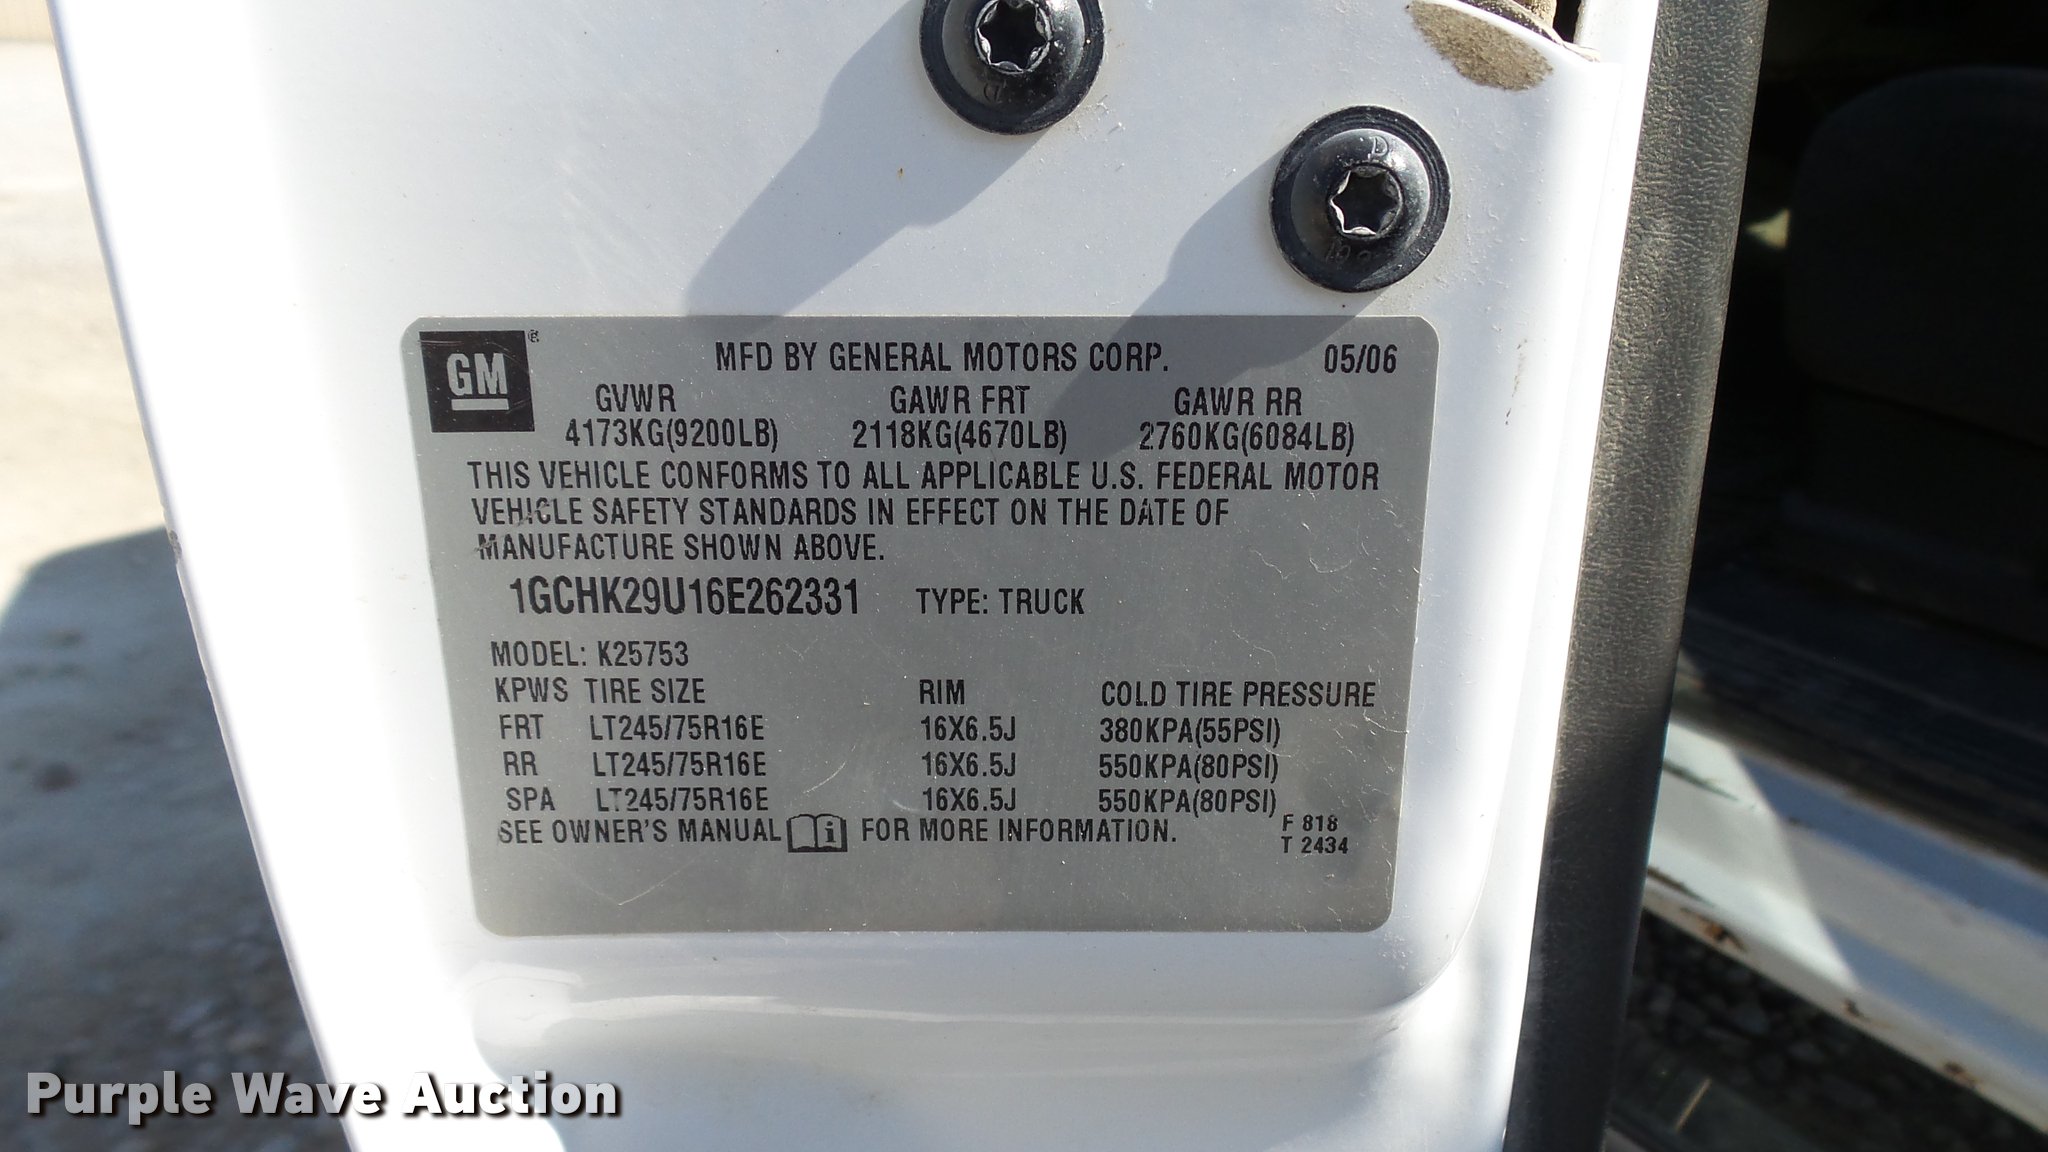 D
D
10.9
GM ®
MFD BY GENERAL MOTORS CORP. 05/06
GVWR GAWR FRT GAWR RR
4173KG(9200LB) 2118KG(4670LB) 2760KG(6084LB)
THIS VEHICLE CONFORMS TO ALL APPLICABLE U.S. FEDERAL MOTOR
VEHICLE SAFETY STANDARDS IN EFFECT ON THE DATE OF
MANUFACTURE SHOWN ABOVE.
1GCHK29U16E262331 TYPE: TRUCK
MODEL: K25753
KPWS TIRE SIZE RIM COLD TIRE PRESSURE
FRT LT245/75R16E 16X6.5J 380KPA(55PSI)
RR LT245/75R16E 16X6.5J 550KPA(80PSI)
SPA LT245/75R16E 16X6.5J 550KPA(80PSI)
SEE OWNER'S MANUAL i FOR MORE INFORMATION.
F 818
T 2434
Purple Wave Auction